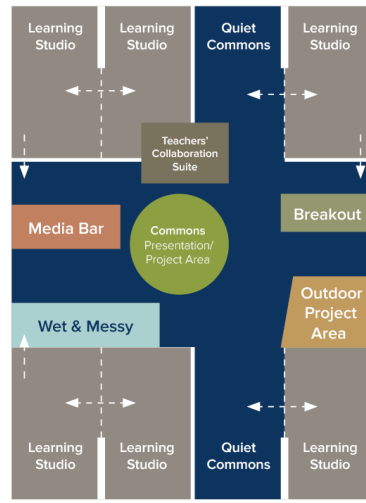 Learning
Studio
Learning
Studio
Quiet
Commons
Learning
Studio
Teachers'
Collaboration
Suite
Media Bar
Commons
Presentation/
Project Area
Breakout
Outdoor
Project
Area
Wet & Messy
Learning
Studio
Learning
Studio
Quiet
Commons
Learning
Studio